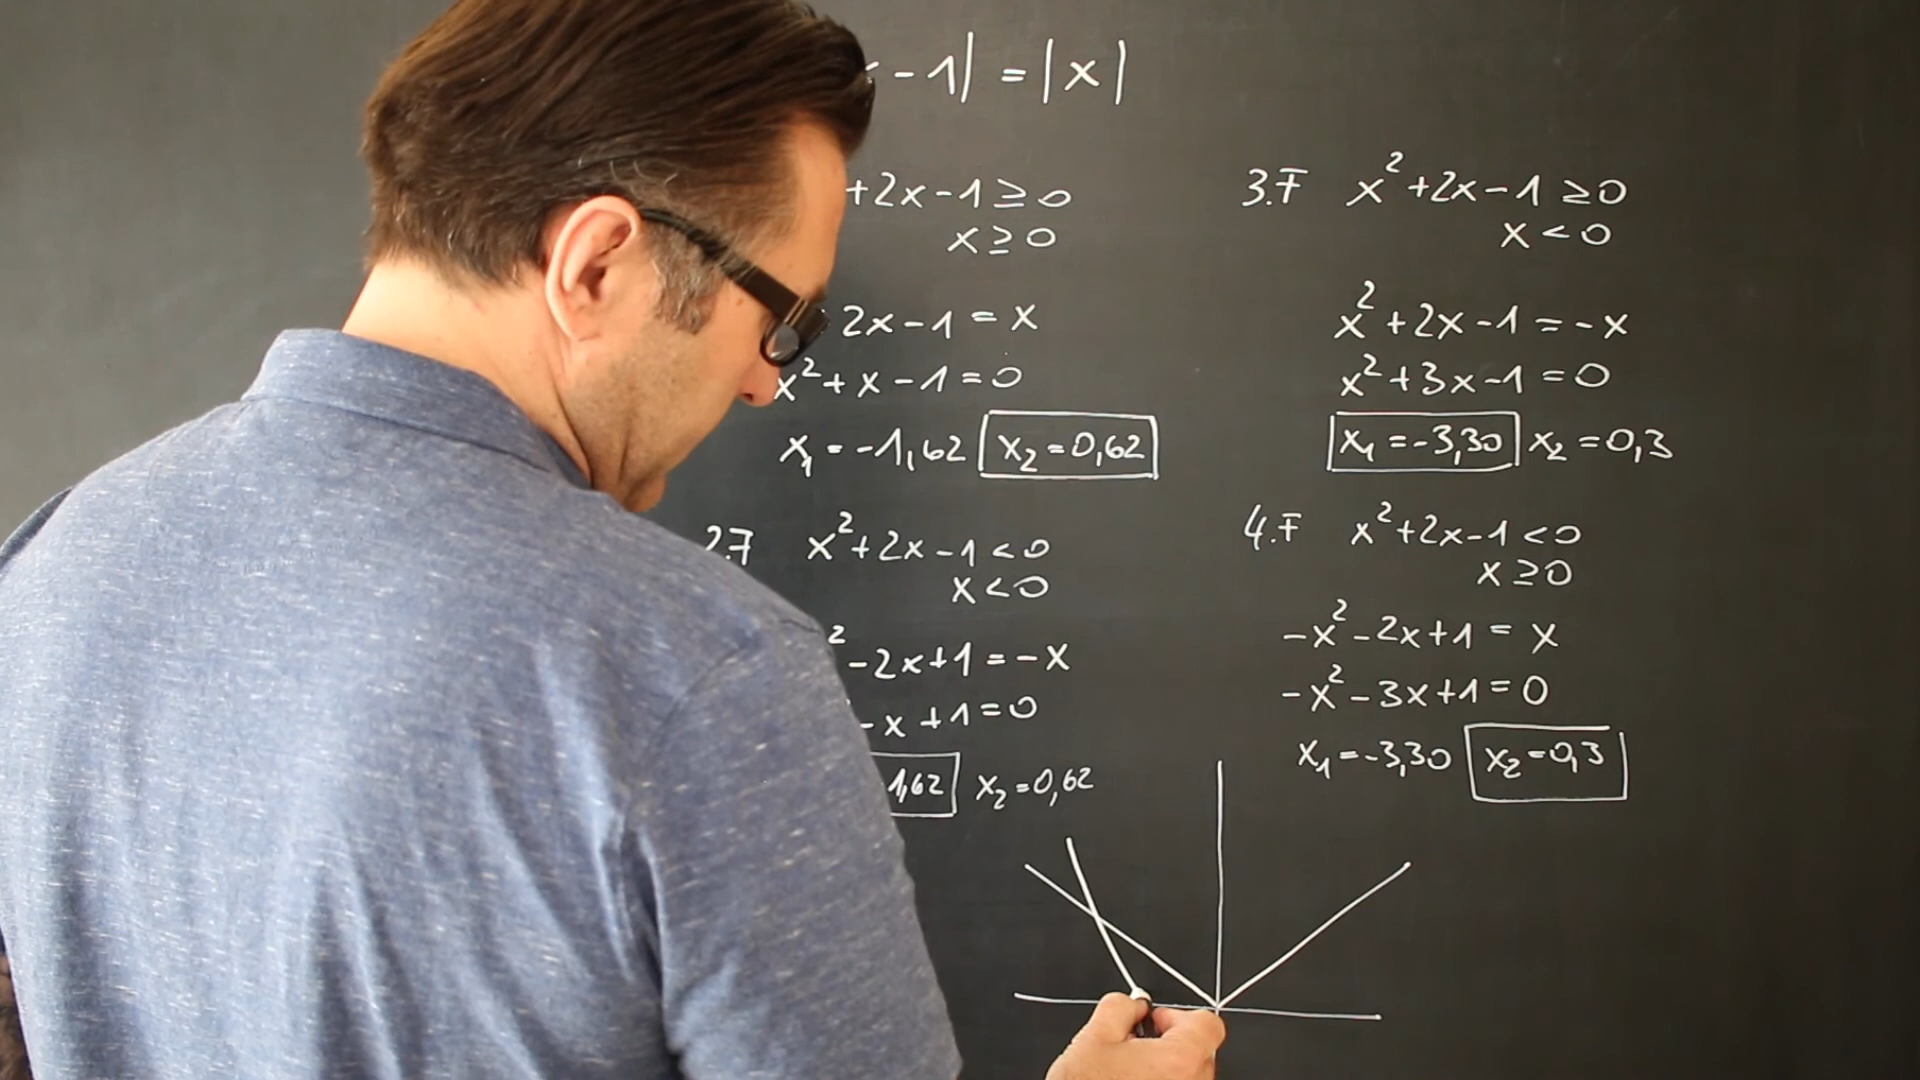 - 1| = |x|
+2x-1≥0
x≥0
2x-1 = x
x²+x-1=0
x₁=-1,62 x₂=0,62
2.F x²+2x-1<0
x<0
²-2x+1=-x
-x+1=0
1,62 x₂=0,62
3.F x²+2x-1≥0
x<0
x²+2x-1=-x
x²+3x-1=0
x₁=-3,30 x₂=0,3
4.F x²+2x-1<0
x≥0
-x²-2x+1=x
-x²-3x+1=0
x₁=-3,30 x₂=0,3